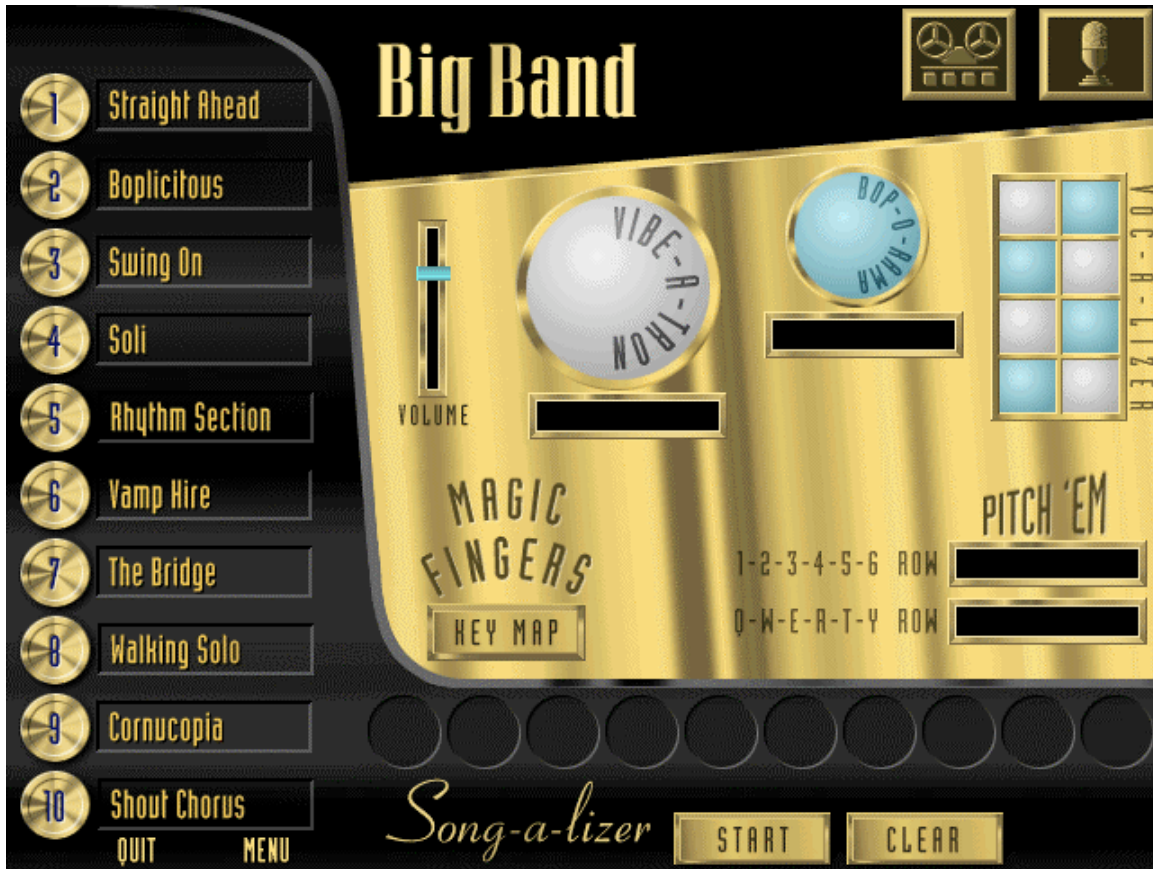 Big Band
1 Straight Ahead
2 Boplicitous
3 Swing On
4 Soli
5 Rhythm Section
6 Vamp Hire
7 The Bridge
8 Walking Solo
9 Cornucopia
10 Shout Chorus
QUIT MENU
VOLUME
VIBE-A-TRON
BOP-O-RAMA
VOC-A-LIZER
MAGIC
FINGERS
KEY MAP
PITCH 'EM
1-2-3-4-5-6 ROW
Q-W-E-R-T-Y ROW
Song-a-lizer
START
CLEAR